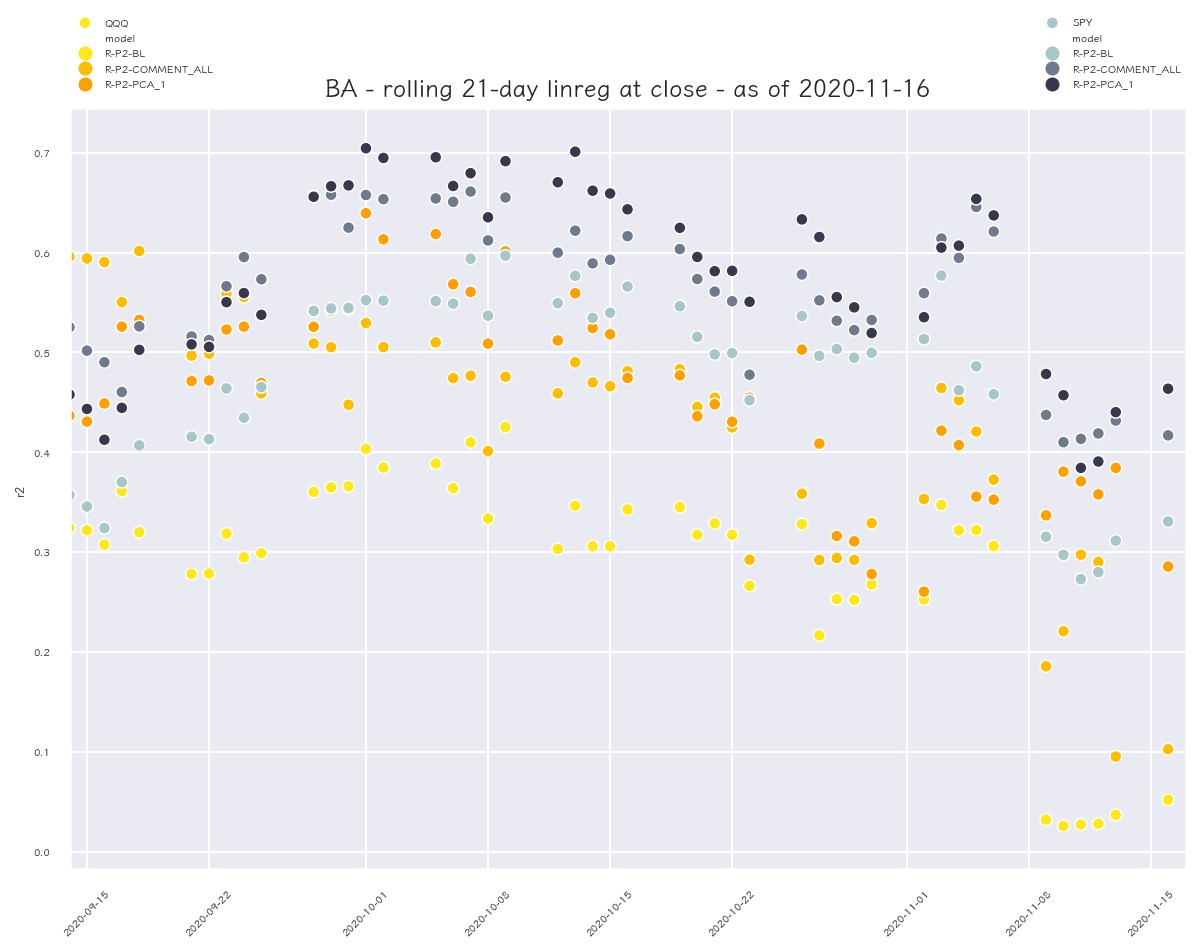 QQQ
model
R-P2-BL
R-P2-COMMENT_ALL
R-P2-PCA_1
SPY
model
R-P2-BL
R-P2-COMMENT_ALL
R-P2-PCA_1
BA - rolling 21-day linreg at close - as of 2020-11-16
0.7
0.6
0.5
0.4
0.3
0.2
0.1
0.0
r2
2020-09-15
2020-09-22
2020-10-01
2020-10-08
2020-10-15
2020-10-22
2020-11-01
2020-11-08
2020-11-15